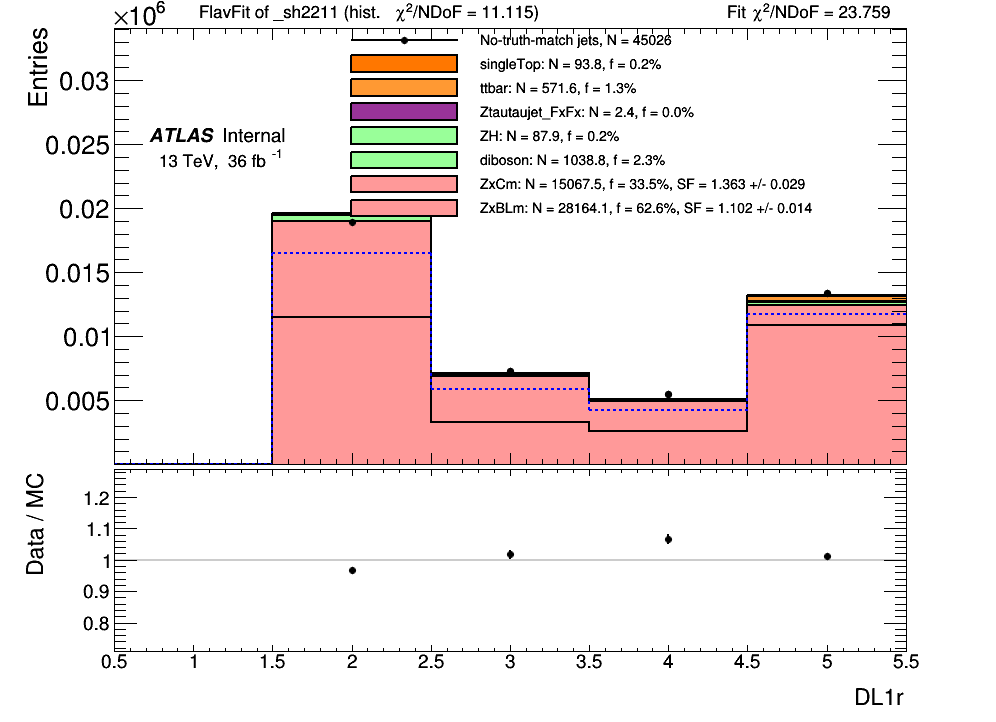 ×10⁶ FlavFit of _sh2211 (hist. χ²/NDoF = 11.115) Fit χ²/NDoF = 23.759
Entries
0.03
0.025
0.02
0.015
0.01
0.005
ATLAS Internal
13 TeV, 36 fb⁻¹
No-truth-match jets, N = 45026
singleTop: N = 93.8, f = 0.2%
ttbar: N = 571.6, f = 1.3%
Ztautaujet_FxFx: N = 2.4, f = 0.0%
ZH: N = 87.9, f = 0.2%
diboson: N = 1038.8, f = 2.3%
ZxCm: N = 15067.5, f = 33.5%, SF = 1.363 +/- 0.029
ZxBLm: N = 28164.1, f = 62.6%, SF = 1.102 +/- 0.014
Data / MC
1.2
1.1
1
0.9
0.8
0.5 1 1.5 2 2.5 3 3.5 4 4.5 5 5.5
DL1r